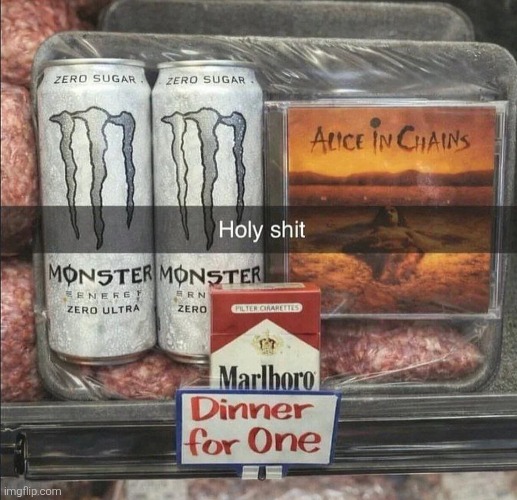 ZERO SUGAR.
ZERO SUGAR.
ALICE IN CHAINS
Holy shit
MONSTER
MONSTER
ENERGY
ZERO ULTRA
ZERO
FILTER CIGARETTES
Marlboro
Dinner
for One
imgflip.com